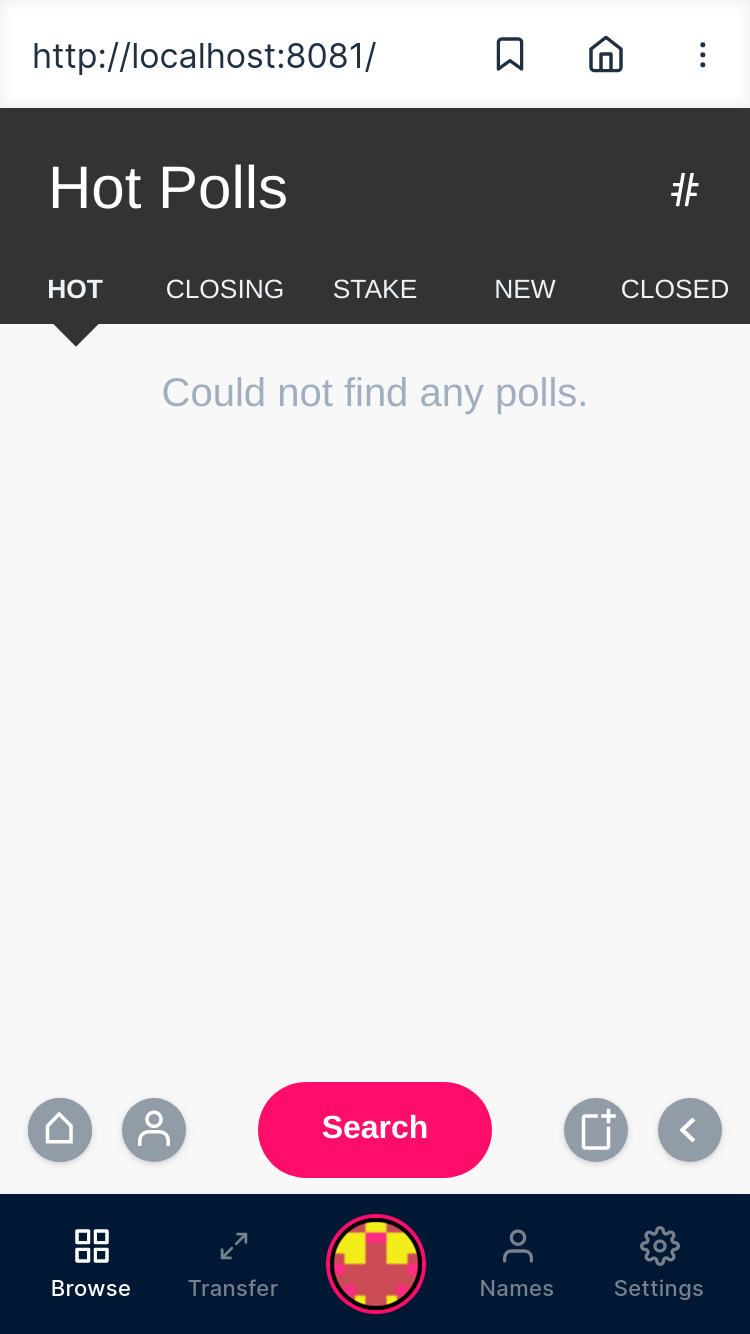 http://localhost:8081/
Hot Polls #
HOT CLOSING STAKE NEW CLOSED
Could not find any polls.
Search
Browse Transfer Names Settings